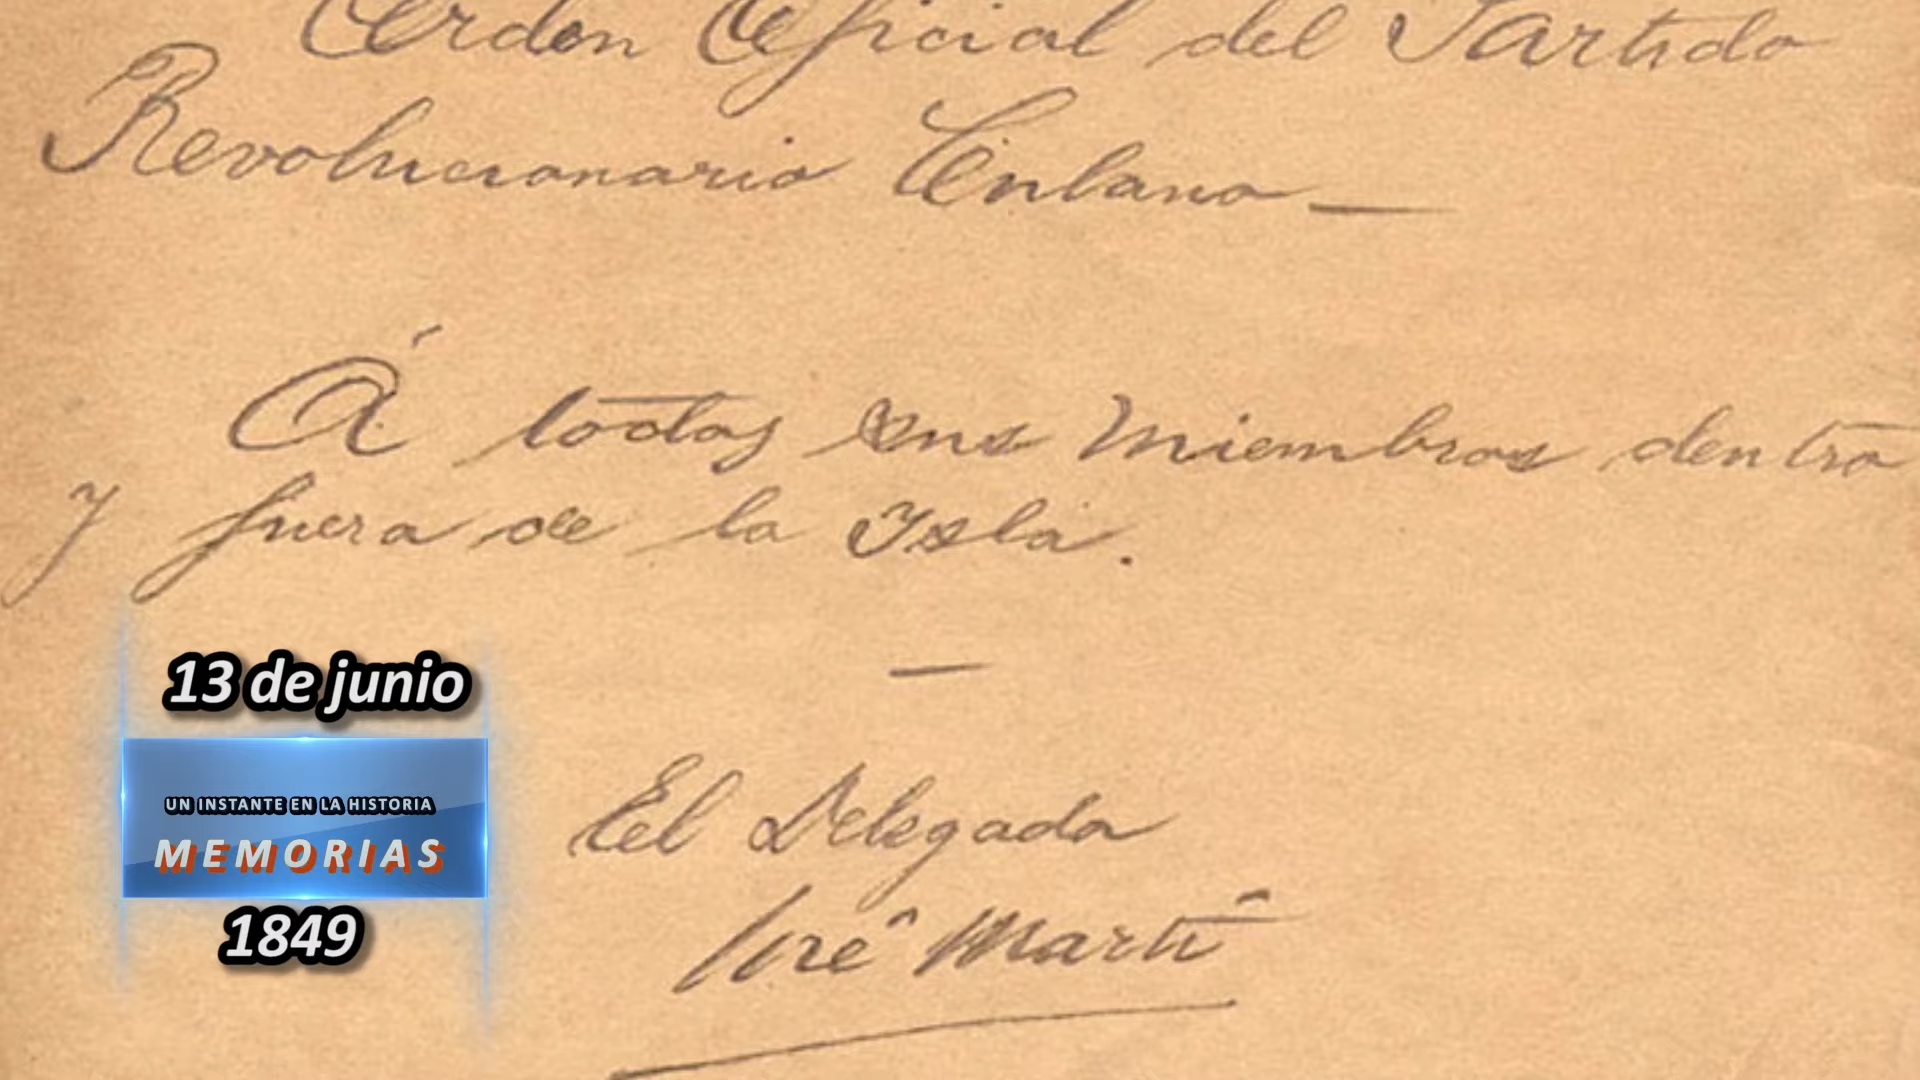 Orden Oficial del Partido
Revolucionario Cubano —
Á todos sus miembros dentro
y fuera de la Isla.
—
El Delegado
José Martí
13 de junio
UN INSTANTE EN LA HISTORIA
MEMORIAS
1849